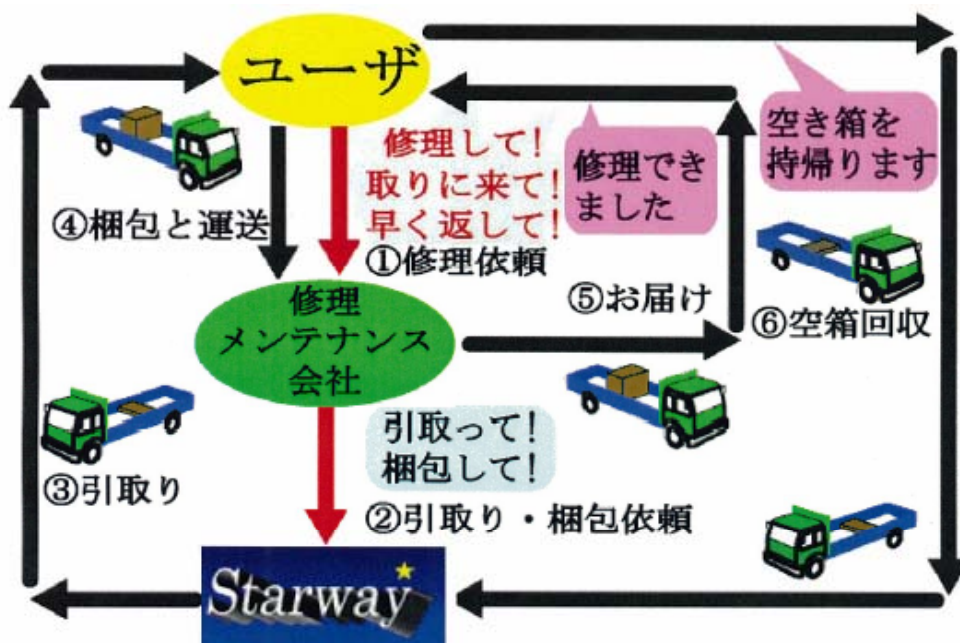 ユーザ
修理して!
取りに来て!
早く返して!
①修理依頼
修理でき
ました
空き箱を
持帰ります
④梱包と運送
修理
メンテナンス
会社
⑤お届け
⑥空箱回収
引取って!
梱包して!
③引取り
②引取り・梱包依頼
Starway